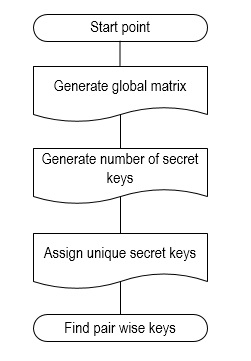 Start point
Generate global matrix
Generate number of secret
keys
Assign unique secret keys
Find pair wise keys